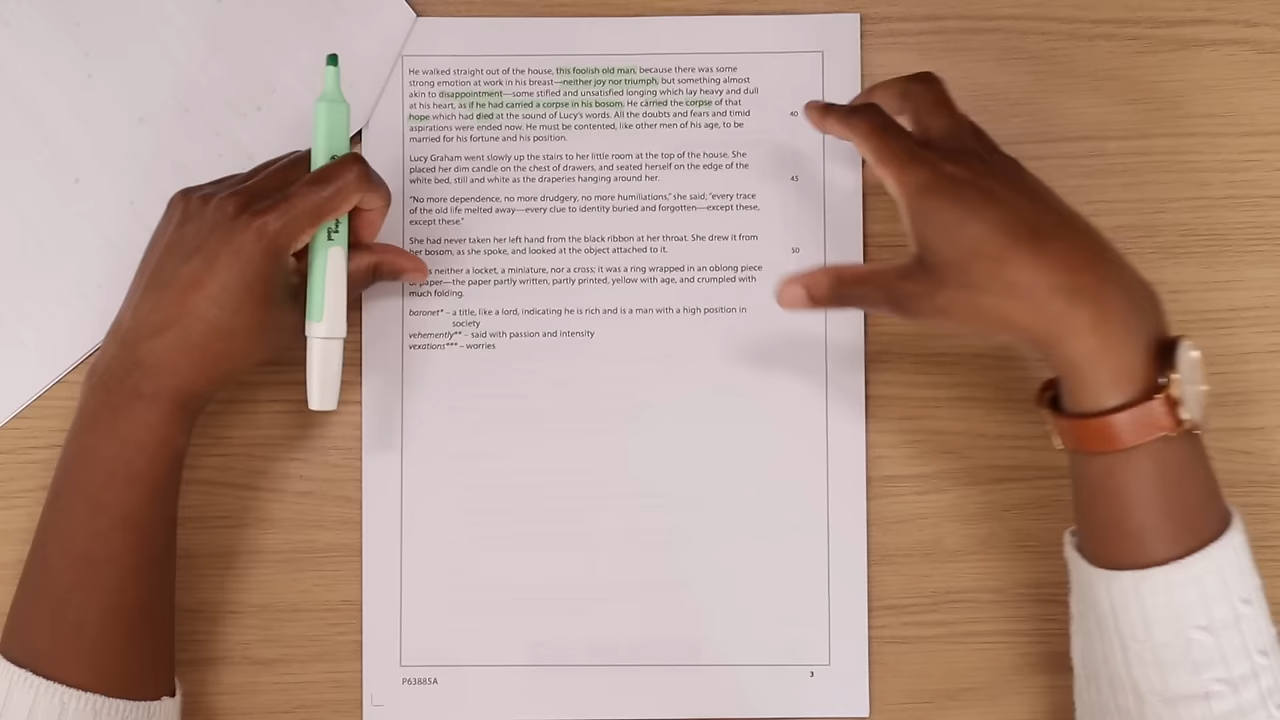 He walked straight out of the house, this foolish old man, because there was some
strong emotion at work in his breast—neither joy nor triumph, but something almost
akin to disappointment—some stifled and unsatisfied longing which lay heavy and dull
at his heart, as if he had carried a corpse in his bosom. He carried the corpse of that
40
hope which had died at the sound of Lucy's words. All the doubts and fears and timid
aspirations were ended now. He must be contented, like other men of his age, to be
married for his fortune and his position.
Lucy Graham went slowly up the stairs to her little room at the top of the house. She
placed her dim candle on the chest of drawers, and seated herself on the edge of the
white bed, still and white as the draperies hanging around her.
45
"No more dependence, no more drudgery, no more humiliations," she said; "every trace
of the old life melted away—every clue to identity buried and forgotten—except these,
except these."
She had never taken her left hand from the black ribbon at her throat. She drew it from
her bosom, as she spoke, and looked at the object attached to it.
50
neither a locket, a miniature, nor a cross; it was a ring wrapped in an oblong piece
paper—the paper partly written, partly printed, yellow with age, and crumpled with
much folding.
baronet* – a title, like a lord, indicating he is rich and is a man with a high position in
society
vehemently** – said with passion and intensity
vexations*** – worries
P63885A
3